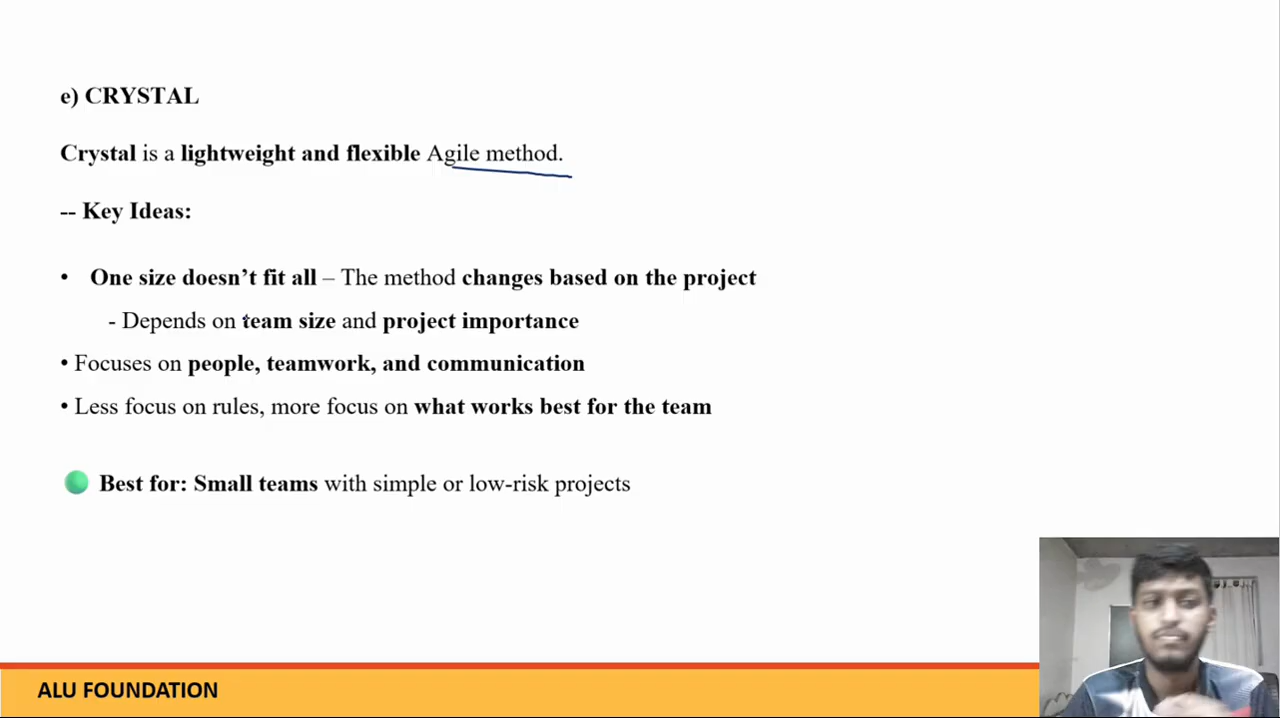 e) CRYSTAL
Crystal is a lightweight and flexible Agile method.
-- Key Ideas:
• One size doesn’t fit all – The method changes based on the project
- Depends on team size and project importance
• Focuses on people, teamwork, and communication
• Less focus on rules, more focus on what works best for the team
Best for: Small teams with simple or low-risk projects
ALU FOUNDATION